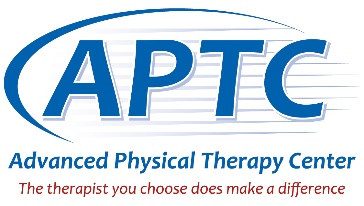 APTC
Advanced Physical Therapy Center
The therapist you choose does make a difference